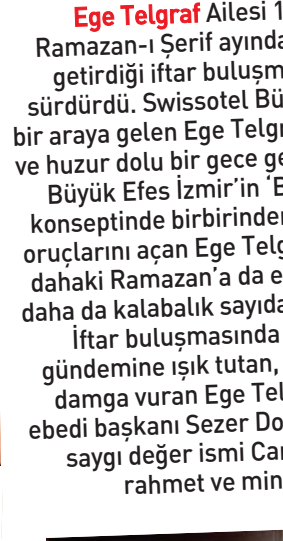 Ege Telgraf Ailesi 1
Ramazan-ı Şerif ayında
getirdiği iftar buluşm
sürdürdü. Swissotel Bü
bir araya gelen Ege Telgr
ve huzur dolu bir gece ge
Büyük Efes İzmir’in ‘B
konseptinde birbirinde
oruçlarını açan Ege Telg
dahaki Ramazan’a da e
daha da kalabalık sayıda
İftar buluşmasında
gündemine ışık tutan,
damga vuran Ege Tel
ebedi başkanı Sezer Do
saygı değer ismi Ca
rahmet ve min